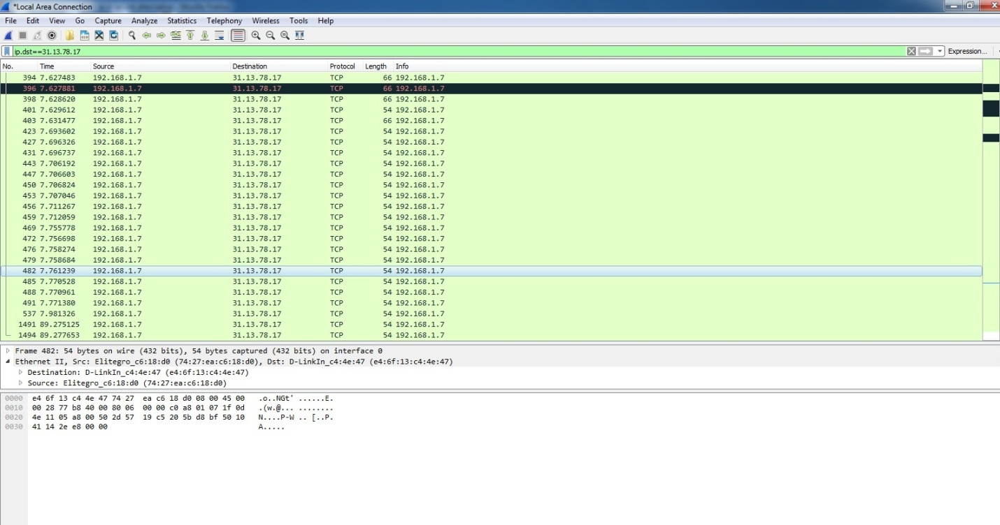 *Local Area Connection
File Edit View Go Capture Analyze Statistics Telephony Wireless Tools Help
ip.dst==31.13.78.17 Expression...
No. Time Source Destination Protocol Length Info
394 7.627483 192.168.1.7 31.13.78.17 TCP 66 192.168.1.7
396 7.627881 192.168.1.7 31.13.78.17 TCP 66 192.168.1.7
398 7.628620 192.168.1.7 31.13.78.17 TCP 66 192.168.1.7
401 7.629612 192.168.1.7 31.13.78.17 TCP 54 192.168.1.7
403 7.631477 192.168.1.7 31.13.78.17 TCP 66 192.168.1.7
423 7.693602 192.168.1.7 31.13.78.17 TCP 54 192.168.1.7
427 7.696326 192.168.1.7 31.13.78.17 TCP 54 192.168.1.7
431 7.696737 192.168.1.7 31.13.78.17 TCP 54 192.168.1.7
443 7.706192 192.168.1.7 31.13.78.17 TCP 54 192.168.1.7
447 7.706603 192.168.1.7 31.13.78.17 TCP 54 192.168.1.7
450 7.706824 192.168.1.7 31.13.78.17 TCP 54 192.168.1.7
453 7.707046 192.168.1.7 31.13.78.17 TCP 54 192.168.1.7
456 7.711267 192.168.1.7 31.13.78.17 TCP 54 192.168.1.7
459 7.712059 192.168.1.7 31.13.78.17 TCP 54 192.168.1.7
469 7.755778 192.168.1.7 31.13.78.17 TCP 54 192.168.1.7
472 7.756698 192.168.1.7 31.13.78.17 TCP 54 192.168.1.7
476 7.758274 192.168.1.7 31.13.78.17 TCP 54 192.168.1.7
479 7.758684 192.168.1.7 31.13.78.17 TCP 54 192.168.1.7
482 7.761239 192.168.1.7 31.13.78.17 TCP 54 192.168.1.7
485 7.770528 192.168.1.7 31.13.78.17 TCP 54 192.168.1.7
488 7.770961 192.168.1.7 31.13.78.17 TCP 54 192.168.1.7
491 7.771380 192.168.1.7 31.13.78.17 TCP 54 192.168.1.7
537 7.981326 192.168.1.7 31.13.78.17 TCP 54 192.168.1.7
1491 89.275125 192.168.1.7 31.13.78.17 TCP 54 192.168.1.7
1494 89.277653 192.168.1.7 31.13.78.17 TCP 54 192.168.1.7
Frame 482: 54 bytes on wire (432 bits), 54 bytes captured (432 bits) on interface 0
Ethernet II, Src: Elitegro_c6:18:d0 (74:27:ea:c6:18:d0), Dst: D-LinkIn_c4:4e:47 (e4:6f:13:c4:4e:47)
Destination: D-LinkIn_c4:4e:47 (e4:6f:13:c4:4e:47)
Source: Elitegro_c6:18:d0 (74:27:ea:c6:18:d0)
0000 e4 6f 13 c4 4e 47 74 27 ea c6 18 d0 08 00 45 00 .o..NGt' ......E.
0010 00 28 77 b8 40 00 80 06 00 00 c0 a8 01 07 1f 0d .(w.@... ........
0020 4e 11 05 a8 00 50 2d 57 19 c5 20 5b d8 bf 50 10 N....P-W .. [..P.
0030 41 14 2e e8 00 00 A.....